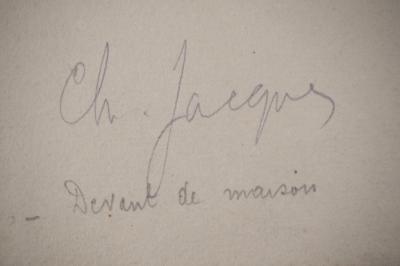 Ch. Jacques
- Devant de maison